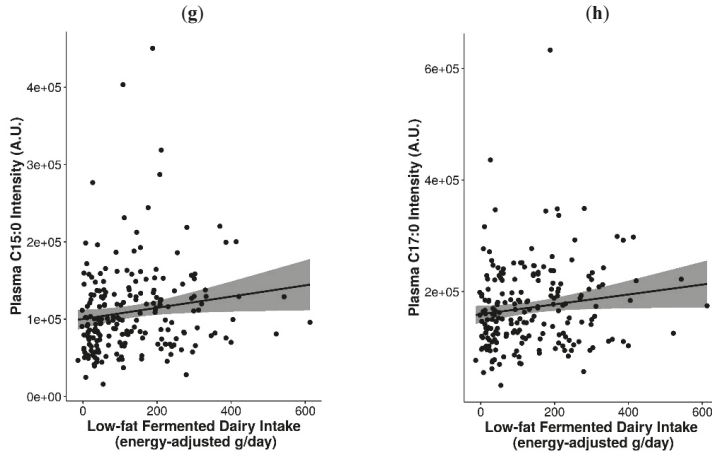 (g)
Plasma C15:0 Intensity (A.U.)
4e+05
3e+05
2e+05
1e+05
0e+00
0 200 400 600
Low-fat Fermented Dairy Intake
(energy-adjusted g/day)
(h)
Plasma C17:0 Intensity (A.U.)
6e+05
4e+05
2e+05
0 200 400 600
Low-fat Fermented Dairy Intake
(energy-adjusted g/day)